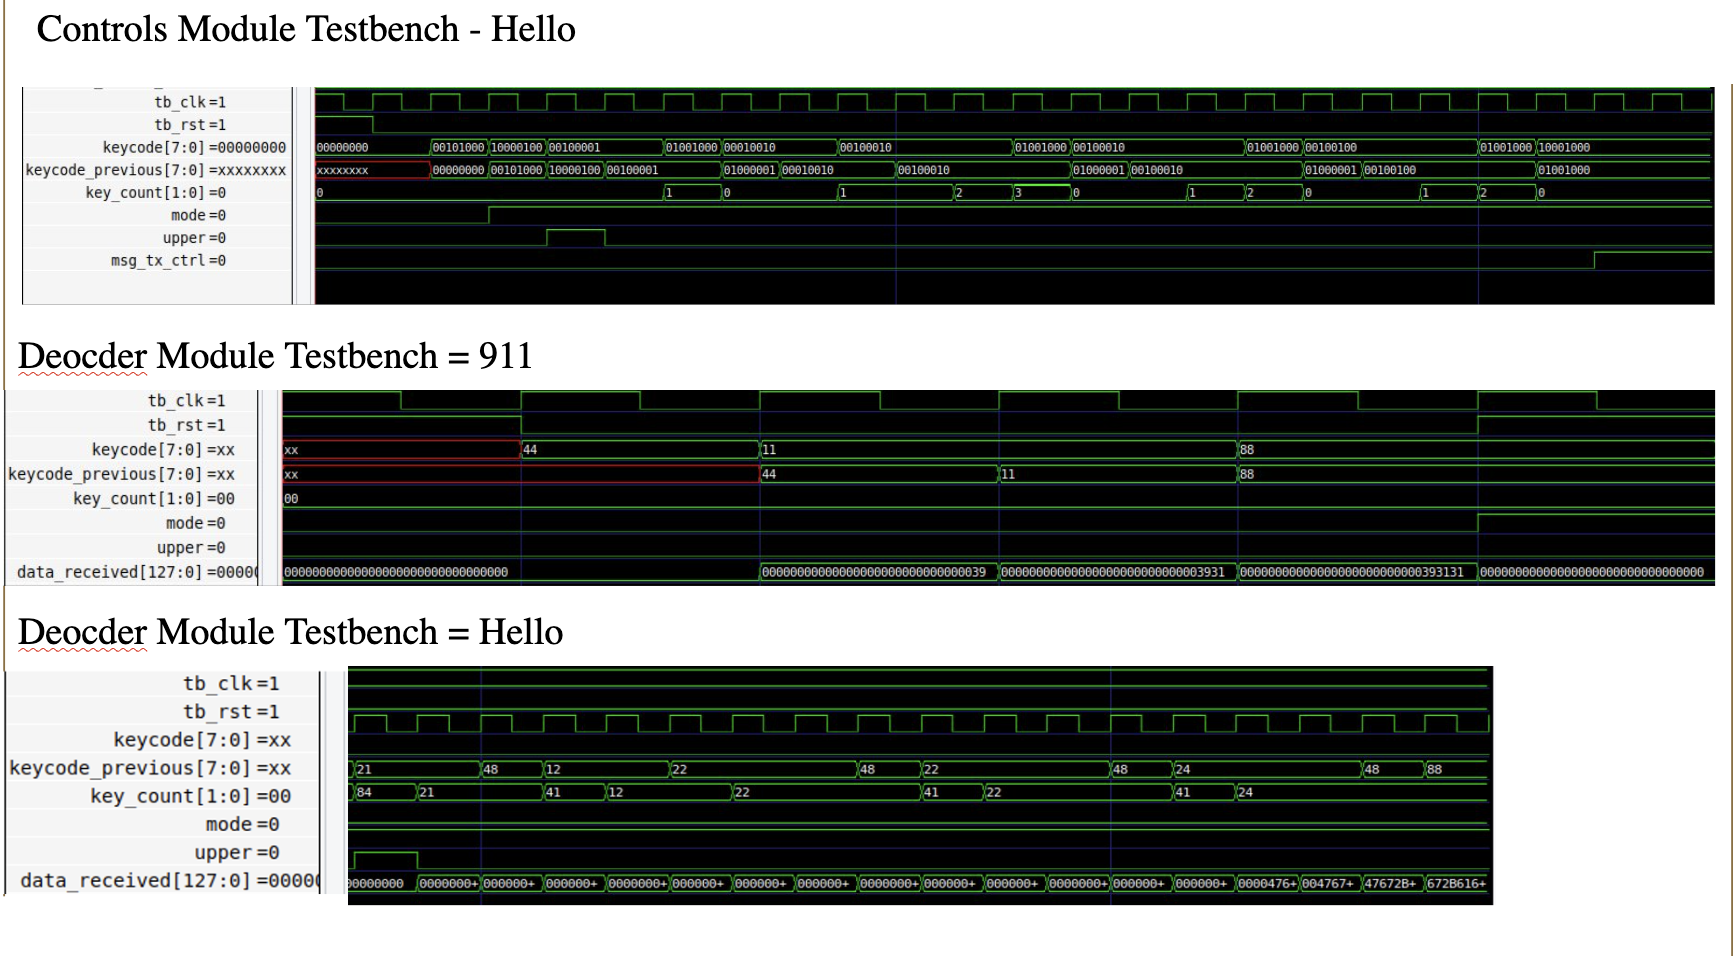 Controls Module Testbench - Hello
tb_clk=1
tb_rst=1
keycode[7:0]=00000000 00000000 00101000 10000100 00100001 01001000 00010010 00100010 01001000 00100010 01001000 00100100 01001000 10001000
keycode_previous[7:0]=xxxxxxxx xxxxxxxx 00000000 00101000 10000100 00100001 01000001 00010010 00100010 01000001 00100010 01000001 00100100 01001000
key_count[1:0]=0 0 1 0 1 2 3 0 1 2 0 1 2 0
mode=0
upper=0
msg_tx_ctrl=0
Deocder Module Testbench = 911
tb_clk=1
tb_rst=1
keycode[7:0]=xx xx 44 11 88
keycode_previous[7:0]=xx xx 44 11 88
key_count[1:0]=00 00
mode=0
upper=0
data_received[127:0]=0000 00000000000000000000000000000000 00000000000000000000000000000039 00000000000000000000000000003931 00000000000000000000000000393131 00000000000000000000000000000000
Deocder Module Testbench = Hello
tb_clk=1
tb_rst=1
keycode[7:0]=xx
keycode_previous[7:0]=xx 21 48 12 22 48 22 48 24 48 88
key_count[1:0]=00 84 21 41 12 22 41 22 41 24
mode=0
upper=0
data_received[127:0]=0000 00000000 0000000+ 000000+ 000000+ 0000000+ 000000+ 000000+ 000000+ 0000000+ 000000+ 000000+ 0000000+ 000000+ 000000+ 0000476+ 004767+ 47672B+ 672B616+